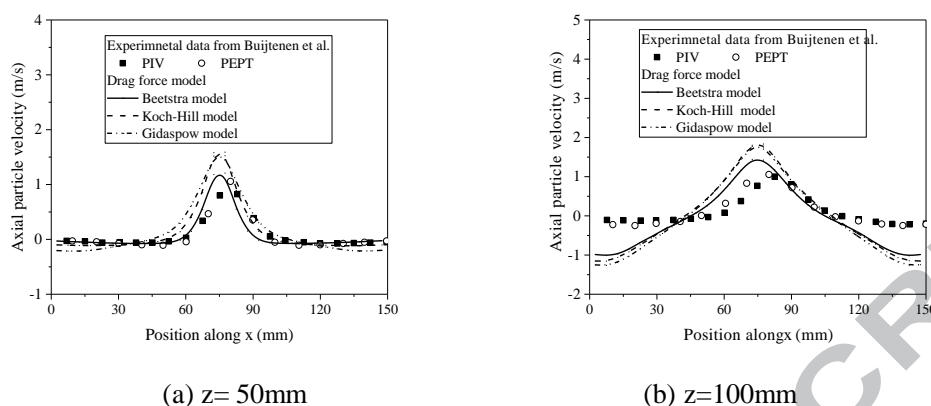 4
3
2
1
0
-1
0
30
60
90
120
150
Axial particle velocity (m/s)
Position along x (mm)
Experimnetal data from Buijtenen et al.
PIV PEPT
Drag force model
Beetstra model
Koch-Hill model
Gidaspow model
(a) z= 50mm
5
4
3
2
1
0
-1
-2
0
30
60
90
120
150
Axial particle velocity (m/s)
Position alongx (mm)
Experimnetal data from Buijtenen et al.
PIV PEPT
Drag force model
Beetstra model
Koch-Hill model
Gidaspow model
(b) z=100mm
CR